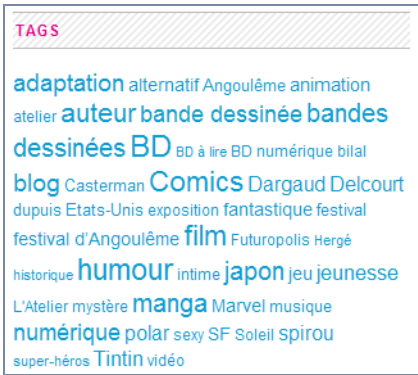 TAGS
adaptation alternatif Angoulême animation
atelier auteur bande dessinée bandes
dessinées BD BD à lire BD numérique bilal
blog Casterman Comics Dargaud Delcourt
dupuis Etats-Unis exposition fantastique festival
festival d'Angoulême film Futuropolis Hergé
historique humour intime japon jeu jeunesse
L'Atelier mystère manga Marvel musique
numérique polar sexy SF Soleil spirou
super-héros Tintin vidéo